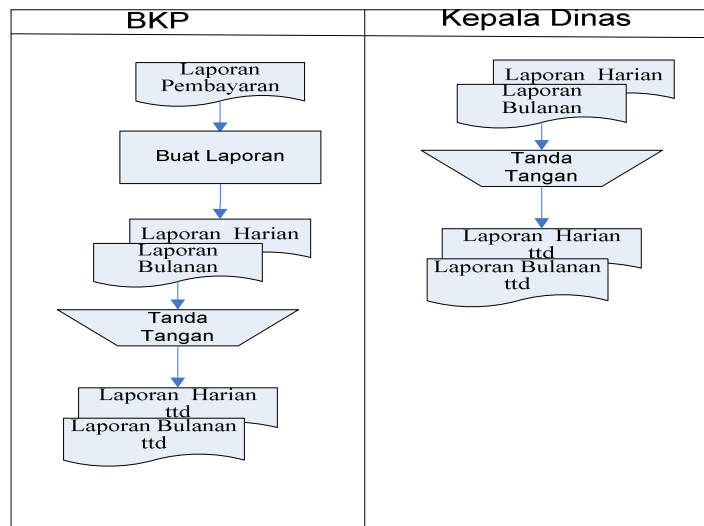 BKP
Laporan
Pembayaran
Buat Laporan
Laporan Harian
Laporan
Bulanan
Tanda
Tangan
Laporan Harian
ttd
Laporan Bulanan
ttd
Kepala Dinas
Laporan Harian
Laporan
Bulanan
Tanda
Tangan
Laporan Harian
ttd
Laporan Bulanan
ttd